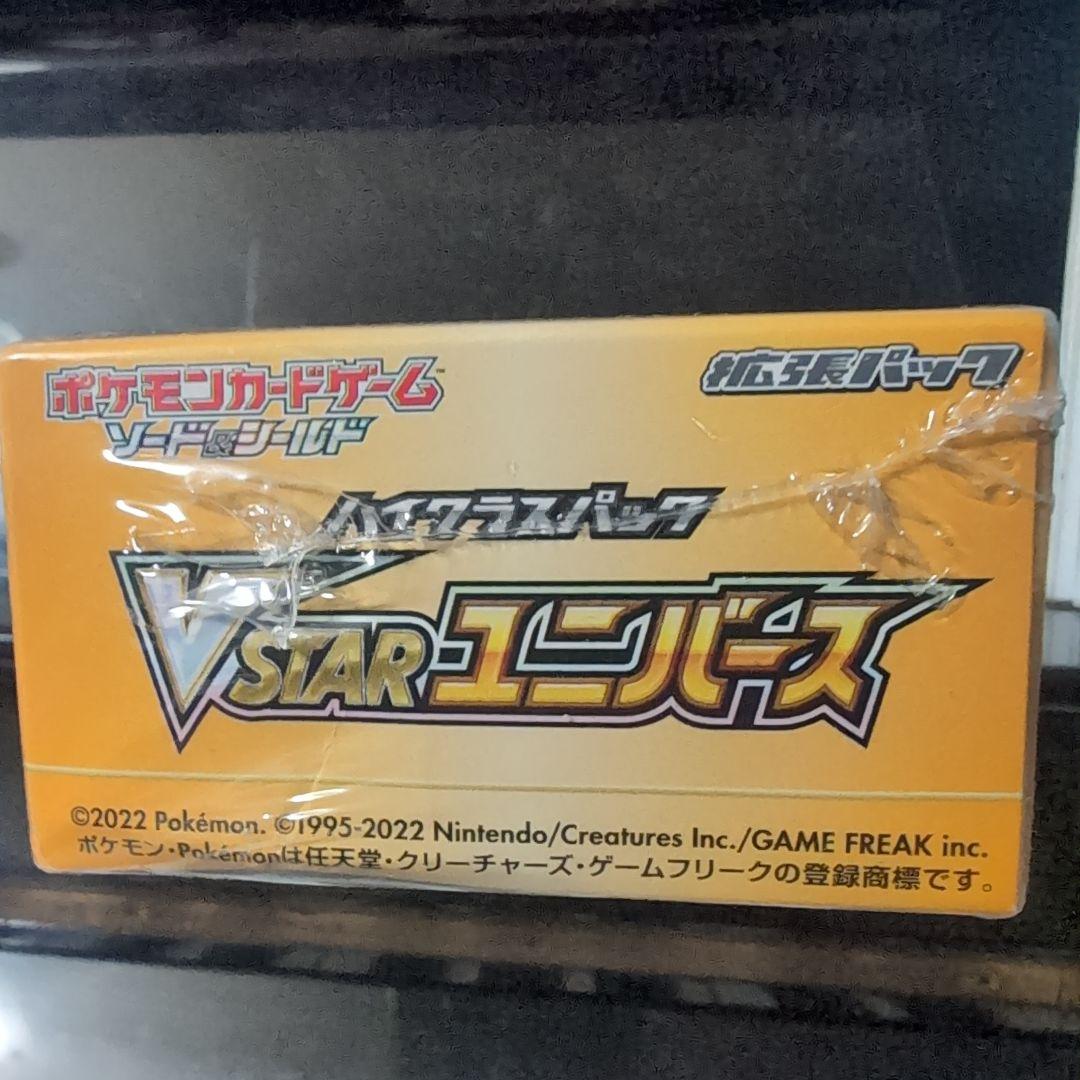 ポケモンカードゲーム™
ソード&シールド
拡張パック
ハイクラスパック
VSTARユニバース
©2022 Pokémon. ©1995-2022 Nintendo/Creatures Inc./GAME FREAK inc.
ポケモン・Pokémonは任天堂・クリーチャーズ・ゲームフリークの登録商標です。